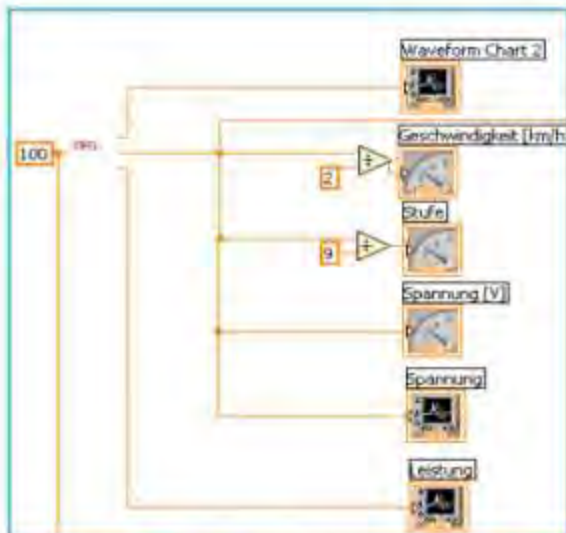 Waveform Chart 2
100
Geschwindigkeit [km/h
2
Stufe
9
Spannung [V]
Spannung
Leistung